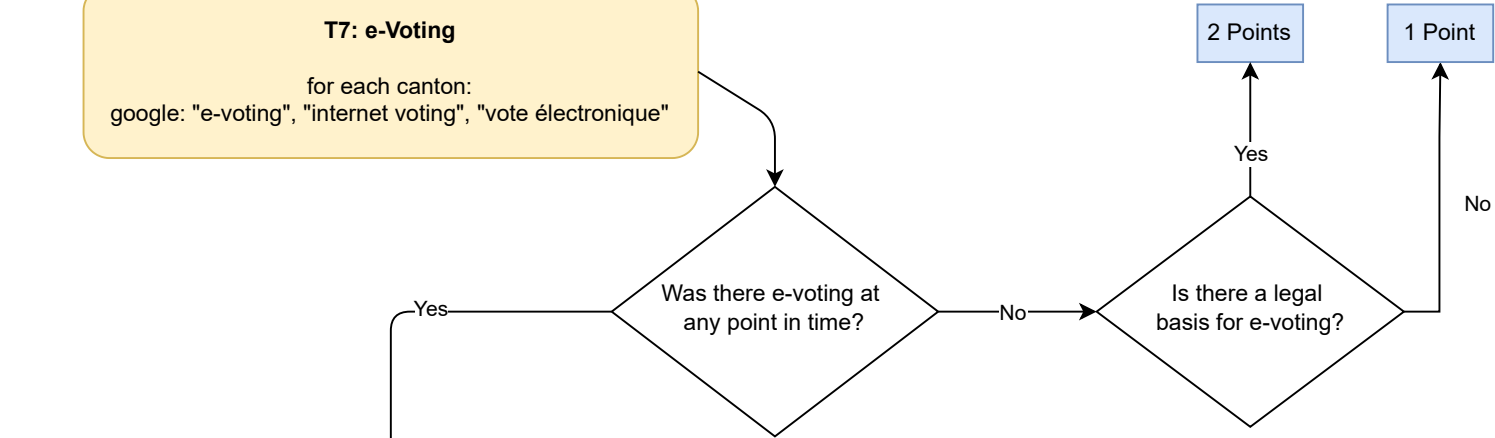 T7: e-Voting
for each canton:
google: "e-voting", "internet voting", "vote électronique"
2 Points
1 Point
Yes
No
Was there e-voting at
any point in time?
Yes
No
Is there a legal
basis for e-voting?